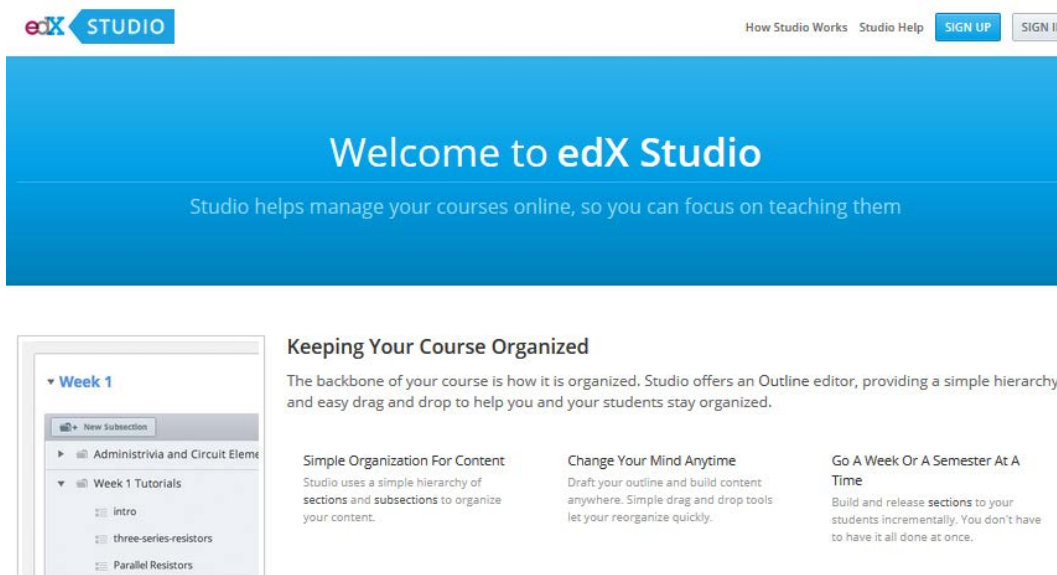 edX STUDIO
How Studio Works Studio Help SIGN UP SIGN I
Welcome to edX Studio
Studio helps manage your courses online, so you can focus on teaching them
Week 1
New Subsection
Administrivia and Circuit Eleme
Week 1 Tutorials
intro
three-series-resistors
Parallel Resistors
Keeping Your Course Organized
The backbone of your course is how it is organized. Studio offers an Outline editor, providing a simple hierarchy
and easy drag and drop to help you and your students stay organized.
Simple Organization For Content
Studio uses a simple hierarchy of
sections and subsections to organize
your content.
Change Your Mind Anytime
Draft your outline and build content
anywhere. Simple drag and drop tools
let your reorganize quickly.
Go A Week Or A Semester At A
Time
Build and release sections to your
students incrementally. You don't have
to have it all done at once.